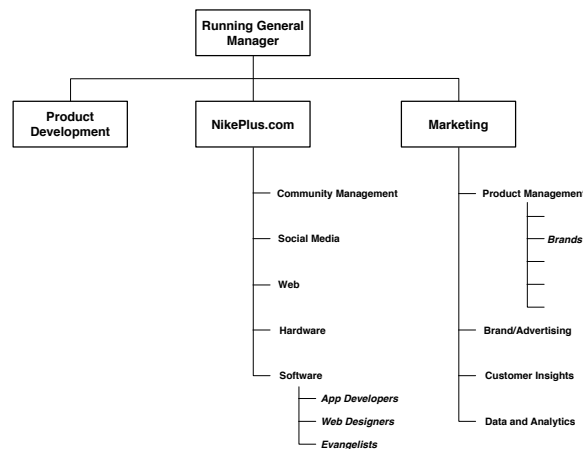 Running General
Manager
Product
Development
NikePlus.com
Marketing
Community Management
Social Media
Web
Hardware
Software
App Developers
Web Designers
Evangelists
Product Management
Brands
Brand/Advertising
Customer Insights
Data and Analytics